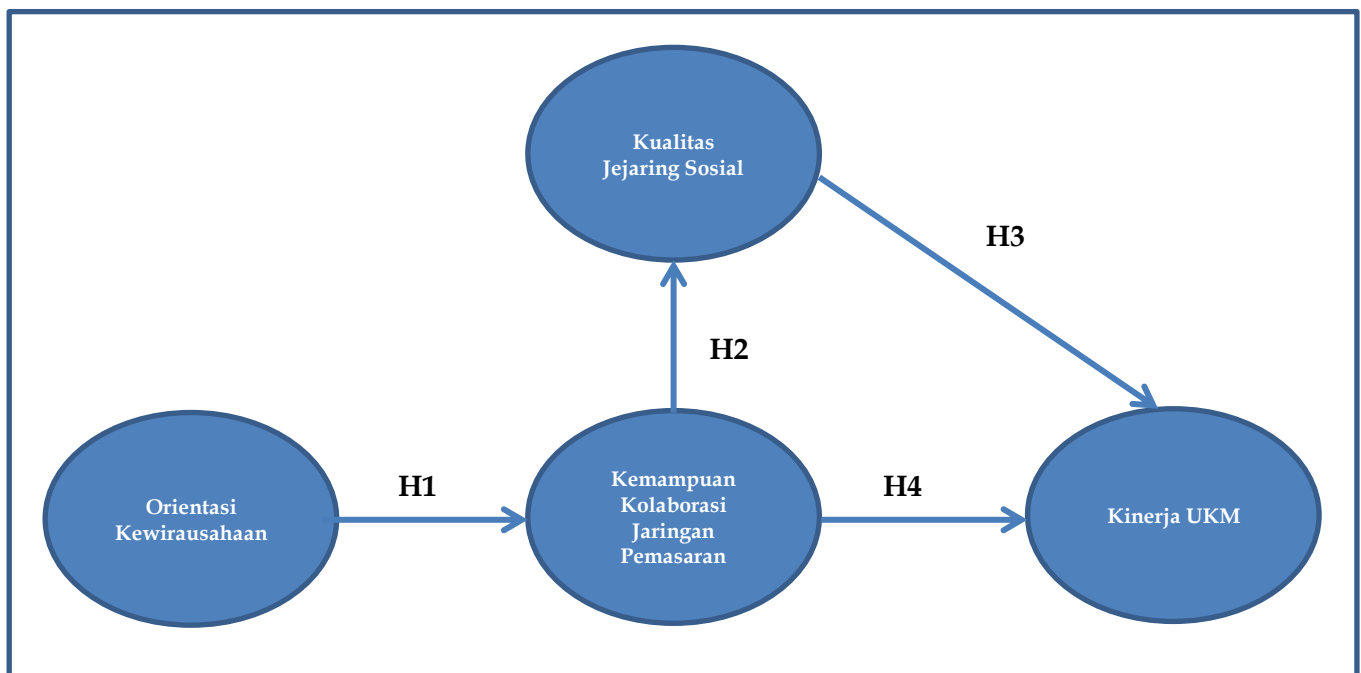 Kualitas
Jejaring Sosial
H3
H2
Orientasi
Kewirausahaan
H1
Kemampuan
Kolaborasi
Jaringan
Pemasaran
H4
Kinerja UKM